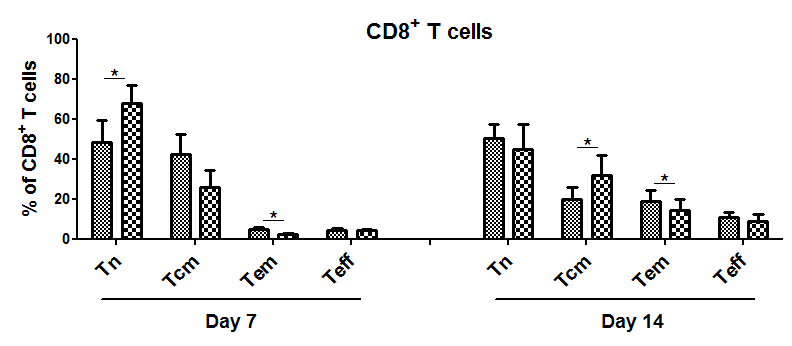 CD8⁺ T cells
% of CD8⁺ T cells
100
80
60
40
20
0
*
*
*
*
Tn
Tcm
Tem
Teff
Tn
Tcm
Tem
Teff
Day 7
Day 14